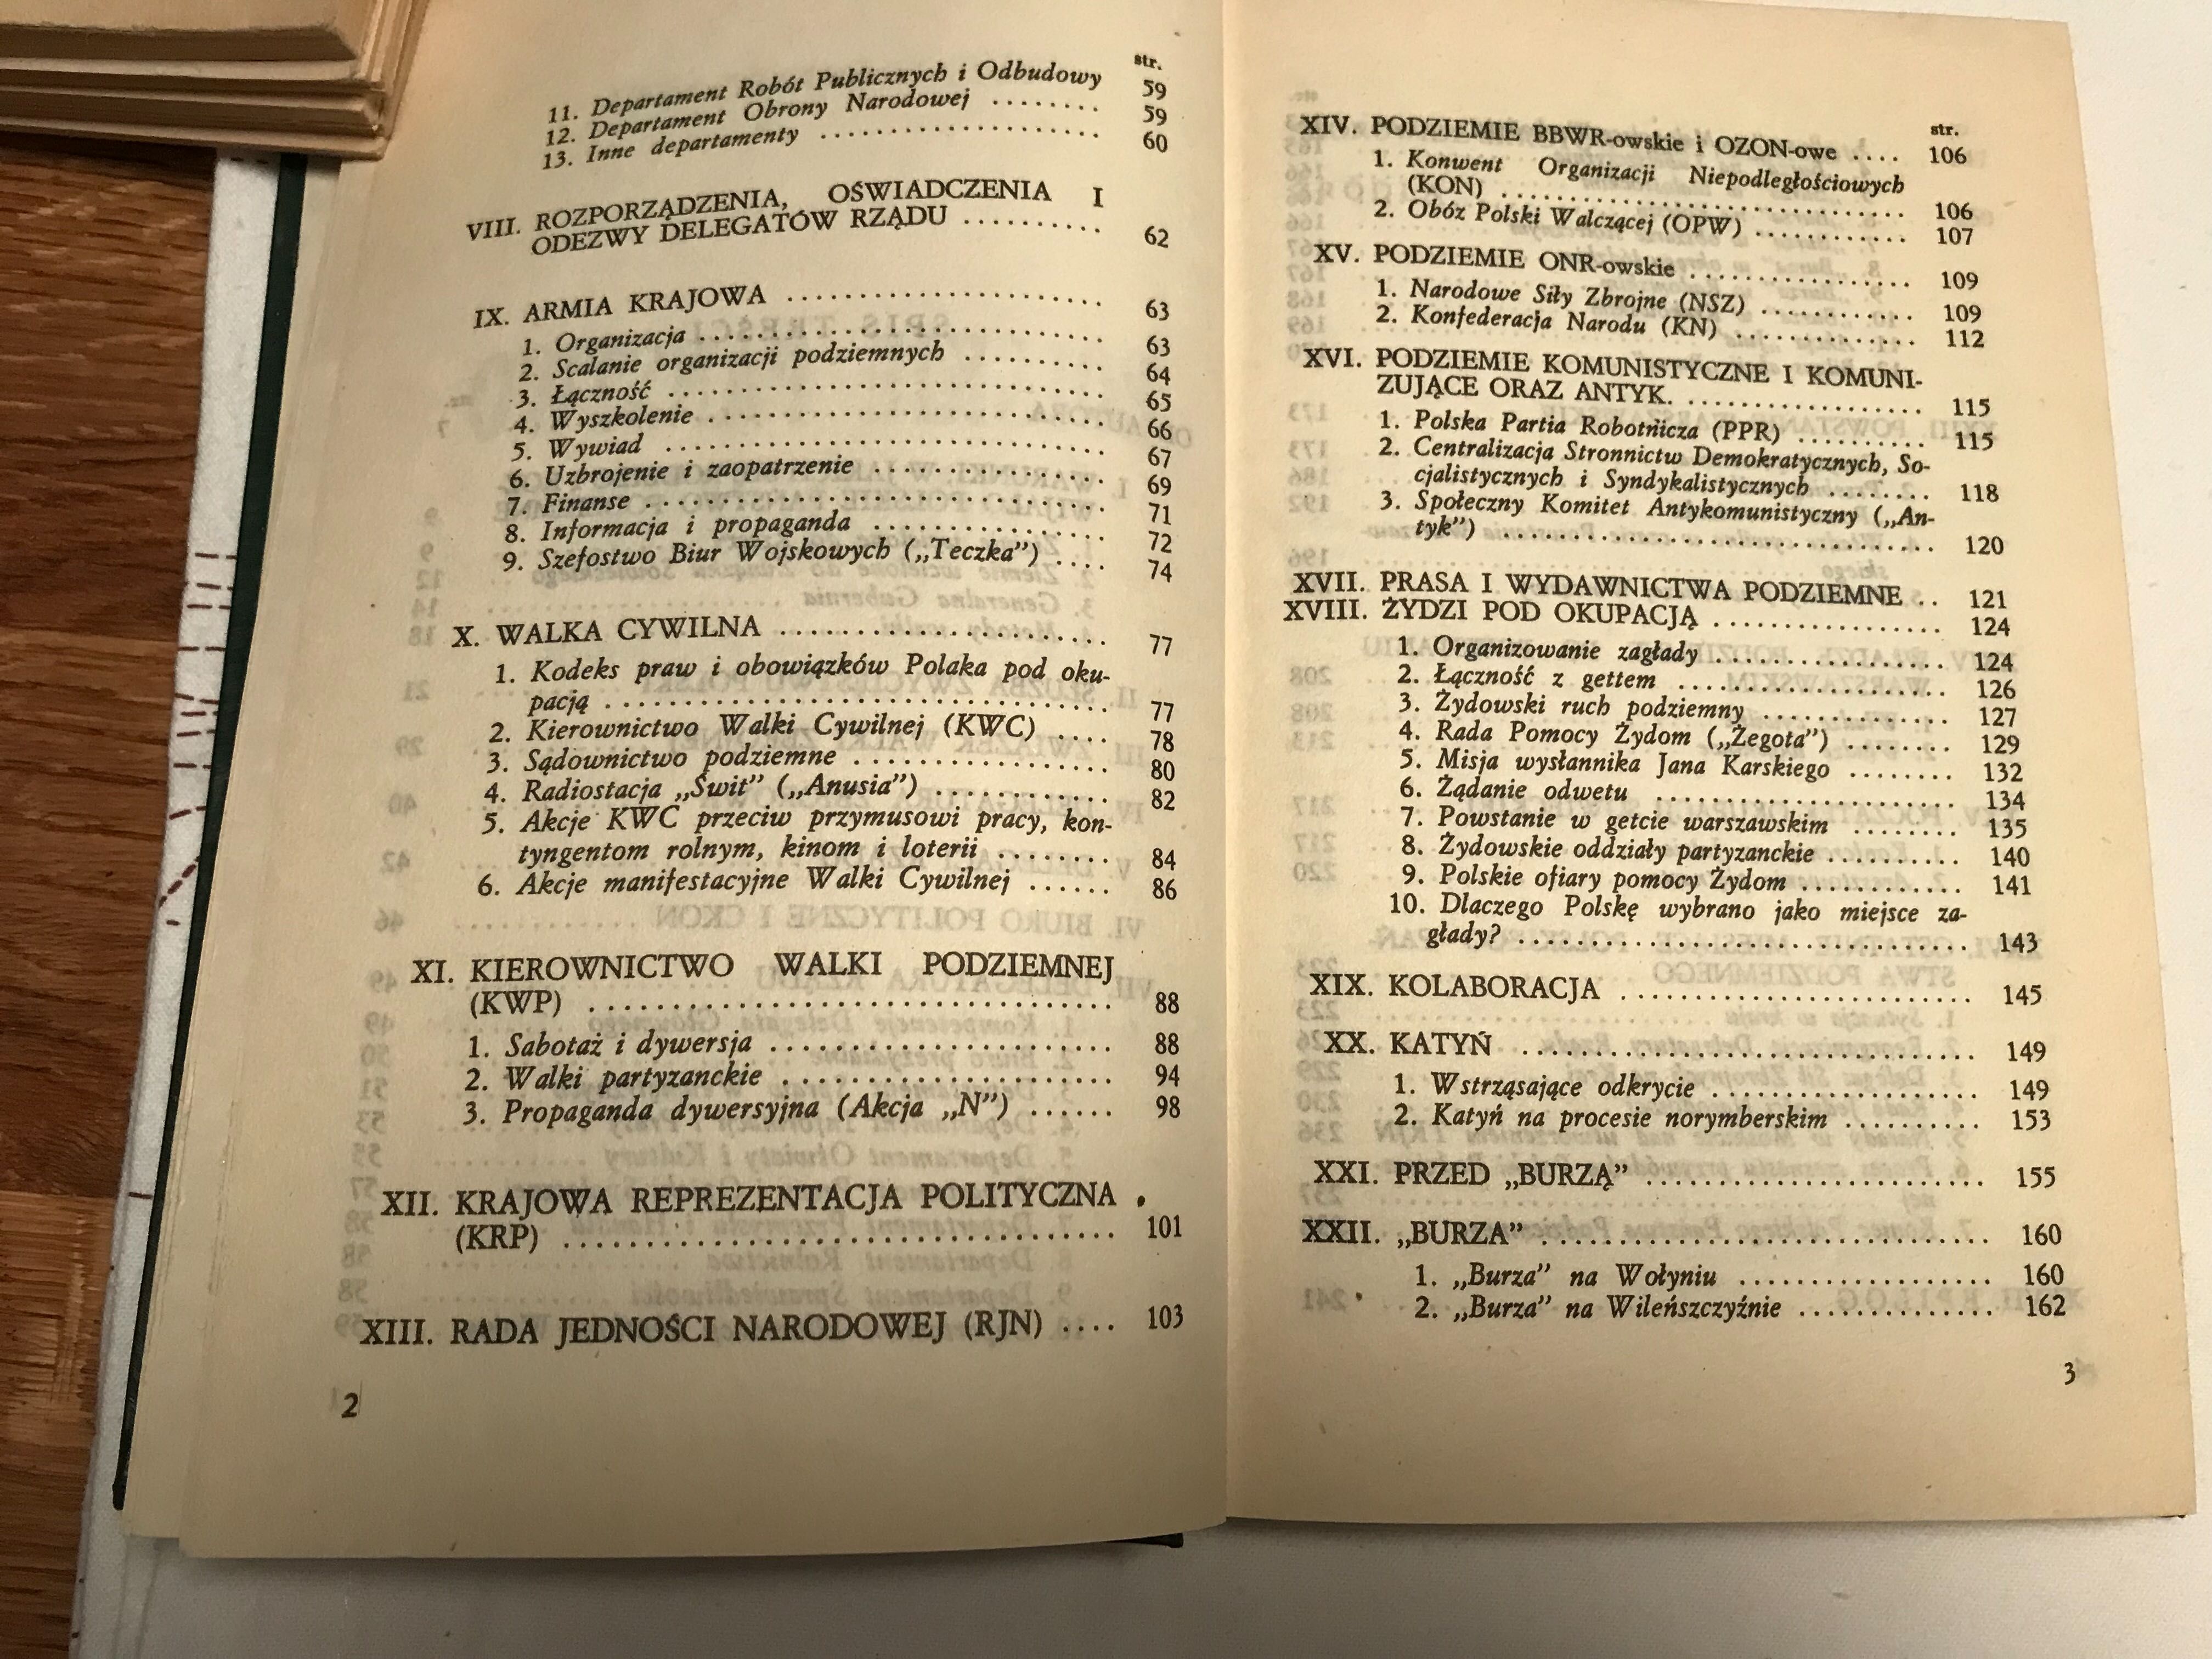 str.
11. Departament Robót Publicznych i Odbudowy 59
12. Departament Obrony Narodowej ........ 59
13. Inne departamenty .................... 60
VIII. ROZPORZĄDZENIA, OŚWIADCZENIA I
ODEZWY DELEGATÓW RZĄDU .......... 62
IX. ARMIA KRAJOWA ....................... 63
1. Organizacja ............................. 63
2. Scalanie organizacji podziemnych .......... 64
3. Łączność ............................... 65
4. Wyszkolenie ............................ 66
5. Wywiad ................................ 67
6. Uzbrojenie i zaopatrzenie ................. 69
7. Finanse ................................. 71
8. Informacja i propaganda .................. 72
9. Szefostwo Biur Wojskowych („Teczka”) .... 74
X. WALKA CYWILNA ....................... 77
1. Kodeks praw i obowiązków Polaka pod oku-
pacją .................................... 77
2. Kierownictwo Walki Cywilnej (KWC) .... 78
3. Sądownictwo podziemne .................. 80
4. Radiostacja „Świt” („Anusia”) ............. 82
5. Akcje KWC przeciw przymusowi pracy, kon-
tyngentom rolnym, kinom i loterii ........ 84
6. Akcje manifestacyjne Walki Cywilnej ...... 86
XI. KIEROWNICTWO WALKI PODZIEMNEJ
(KWP) .................................... 88
1. Sabotaż i dywersja ........................ 88
2. Walki partyzanckie ....................... 94
3. Propaganda dywersyjna (Akcja „N”) ...... 98
XII. KRAJOWA REPREZENTACJA POLITYCZNA
(KRP) .................................... 101
XIII. RADA JEDNOŚCI NARODOWEJ (RJN) .... 103
2
str.
XIV. PODZIEMIE BBWR-owskie i OZON-owe .... 106
1. Konwent Organizacji Niepodległościowych
(KON) .................................. 106
2. Obóz Polski Walczącej (OPW) ............ 107
XV. PODZIEMIE ONR-owskie .................. 109
1. Narodowe Siły Zbrojne (NSZ) ............ 109
2. Konfederacja Narodu (KN) ............... 112
XVI. PODZIEMIE KOMUNISTYCZNE I KOMUNI-
ZUJĄCE ORAZ ANTYK. .................. 115
1. Polska Partia Robotnicza (PPR) .......... 115
2. Centralizacja Stronnictw Demokratycznych, So-
cjalistycznych i Syndykalistycznych ........ 118
3. Społeczny Komitet Antykomunistyczny („An-
tyk”) ................................... 120
XVII. PRASA I WYDAWNICTWA PODZIEMNE .. 121
XVIII. ŻYDZI POD OKUPACJĄ ................. 124
1. Organizowanie zagłady ................... 124
2. Łączność z gettem ...................... 126
3. Żydowski ruch podziemny ............... 127
4. Rada Pomocy Żydom („Żegota”) ........ 129
5. Misja wysłannika Jana Karskiego ........ 132
6. Żądanie odwetu ........................ 134
7. Powstanie w getcie warszawskim ........ 135
8. Żydowskie oddziały partyzanckie .......... 140
9. Polskie ofiary pomocy Żydom ............ 141
10. Dlaczego Polskę wybrano jako miejsce za-
głady? .................................. 143
XIX. KOLABORACJA ........................... 145
XX. KATYŃ .................................. 149
1. Wstrząsające odkrycie .................... 149
2. Katyń na procesie norymberskim .......... 153
XXI. PRZED „BURZĄ” .......................... 155
XXII. „BURZA” .................................. 160
1. „Burza” na Wołyniu ..................... 160
2. „Burza” na Wileńszczyźnie ............... 162
3